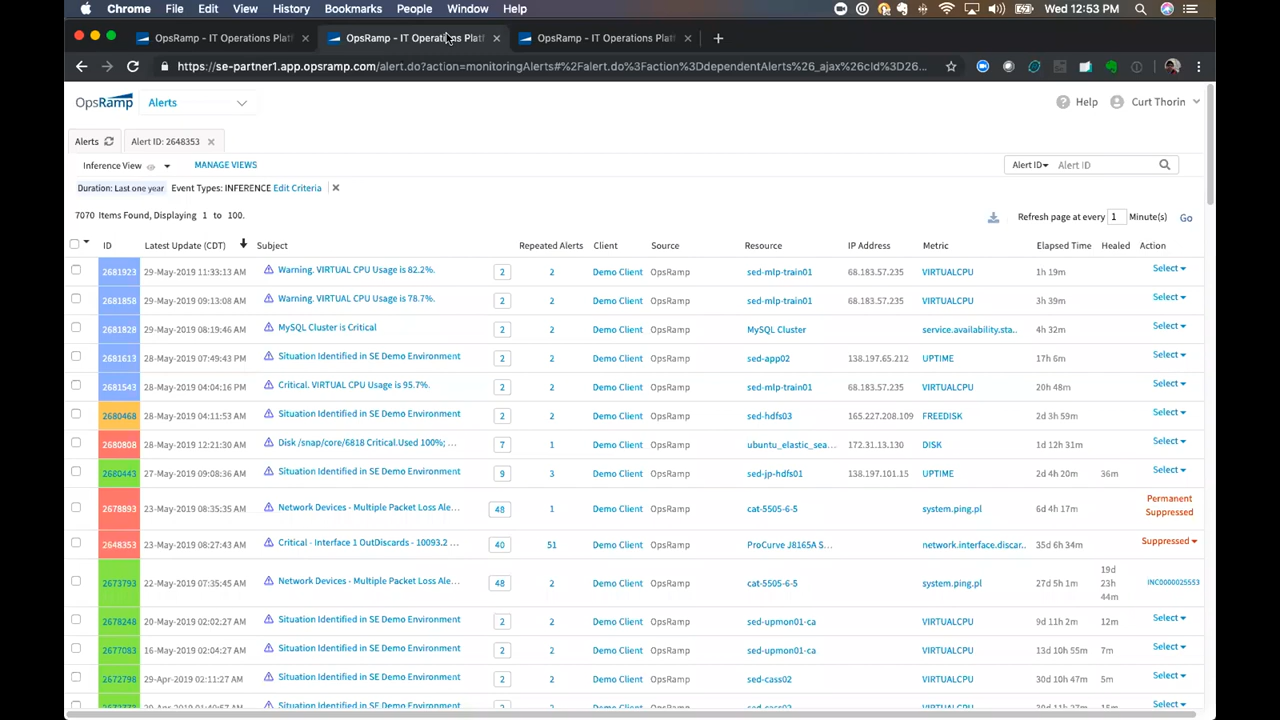 Chrome File Edit View History Bookmarks People Window Help Wed 12:53 PM
OpsRamp - IT Operations Platf OpsRamp - IT Operations Platf OpsRamp - IT Operations Platf
https://se-partner1.app.opsramp.com/alert.do?action=monitoringAlerts#%2Falert.do%3Faction%3DdependentAlerts%26_ajax%26cId%3D26...
OpsRamp Alerts Help Curt Thorin
Alerts Alert ID: 2648353
Inference View MANAGE VIEWS Alert ID Alert ID
Duration: Last one year Event Types: INFERENCE Edit Criteria
7070 Items Found, Displaying 1 to 100. Refresh page at every 1 Minute(s) Go
ID Latest Update (CDT) Subject Repeated Alerts Client Source Resource IP Address Metric Elapsed Time Healed Action
2681923 29-May-2019 11:33:13 AM Warning. VIRTUAL CPU Usage is 82.2%. 2 2 Demo Client OpsRamp sed-mlp-train01 68.183.57.235 VIRTUALCPU 1h 19m Select
2681858 29-May-2019 09:13:08 AM Warning. VIRTUAL CPU Usage is 78.7%. 2 2 Demo Client OpsRamp sed-mlp-train01 68.183.57.235 VIRTUALCPU 3h 39m Select
2681828 29-May-2019 08:19:46 AM MySQL Cluster is Critical 2 2 Demo Client OpsRamp MySQL Cluster service.availability.sta.. 4h 32m Select
2681613 28-May-2019 07:49:43 PM Situation Identified in SE Demo Environment 2 2 Demo Client OpsRamp sed-app02 138.197.65.212 UPTIME 17h 6m Select
2681543 28-May-2019 04:04:16 PM Critical. VIRTUAL CPU Usage is 95.7%. 2 2 Demo Client OpsRamp sed-mlp-train01 68.183.57.235 VIRTUALCPU 20h 48m Select
2680468 28-May-2019 04:11:53 AM Situation Identified in SE Demo Environment 2 2 Demo Client OpsRamp sed-hdfs03 165.227.208.109 FREEDISK 2d 3h 59m Select
2680808 28-May-2019 12:21:30 AM Disk /snap/core/6818 Critical.Used 100%; ... 7 1 Demo Client OpsRamp ubuntu_elastic_sea... 172.31.13.130 DISK 1d 12h 31m Select
2680443 27-May-2019 09:08:36 AM Situation Identified in SE Demo Environment 9 3 Demo Client OpsRamp sed-jp-hdfs01 138.197.101.15 UPTIME 2d 4h 20m 36m Select
2678893 23-May-2019 08:35:35 AM Network Devices - Multiple Packet Loss Ale... 48 1 Demo Client OpsRamp cat-5505-6-5 system.ping.pl 6d 4h 17m Permanent Suppressed
2648353 23-May-2019 08:27:43 AM Critical - Interface 1 OutDiscards - 10093.2 ... 40 51 Demo Client OpsRamp ProCurve J8165A S... network.interface.discar.. 35d 6h 34m Suppressed
2673793 22-May-2019 07:35:45 AM Network Devices - Multiple Packet Loss Ale... 48 2 Demo Client OpsRamp cat-5505-6-5 system.ping.pl 27d 5h 1m 19d 23h 44m INC0000025553
2678248 20-May-2019 02:02:27 AM Situation Identified in SE Demo Environment 2 2 Demo Client OpsRamp sed-upmon01-ca VIRTUALCPU 9d 11h 2m 12m Select
2677083 16-May-2019 02:04:27 AM Situation Identified in SE Demo Environment 2 2 Demo Client OpsRamp sed-upmon01-ca VIRTUALCPU 13d 10h 55m 7m Select
2672798 29-Apr-2019 02:11:27 AM Situation Identified in SE Demo Environment 2 2 Demo Client OpsRamp sed-cass02 VIRTUALCPU 30d 10h 47m 5m Select
Situation Identified in SE Demo Environment Select